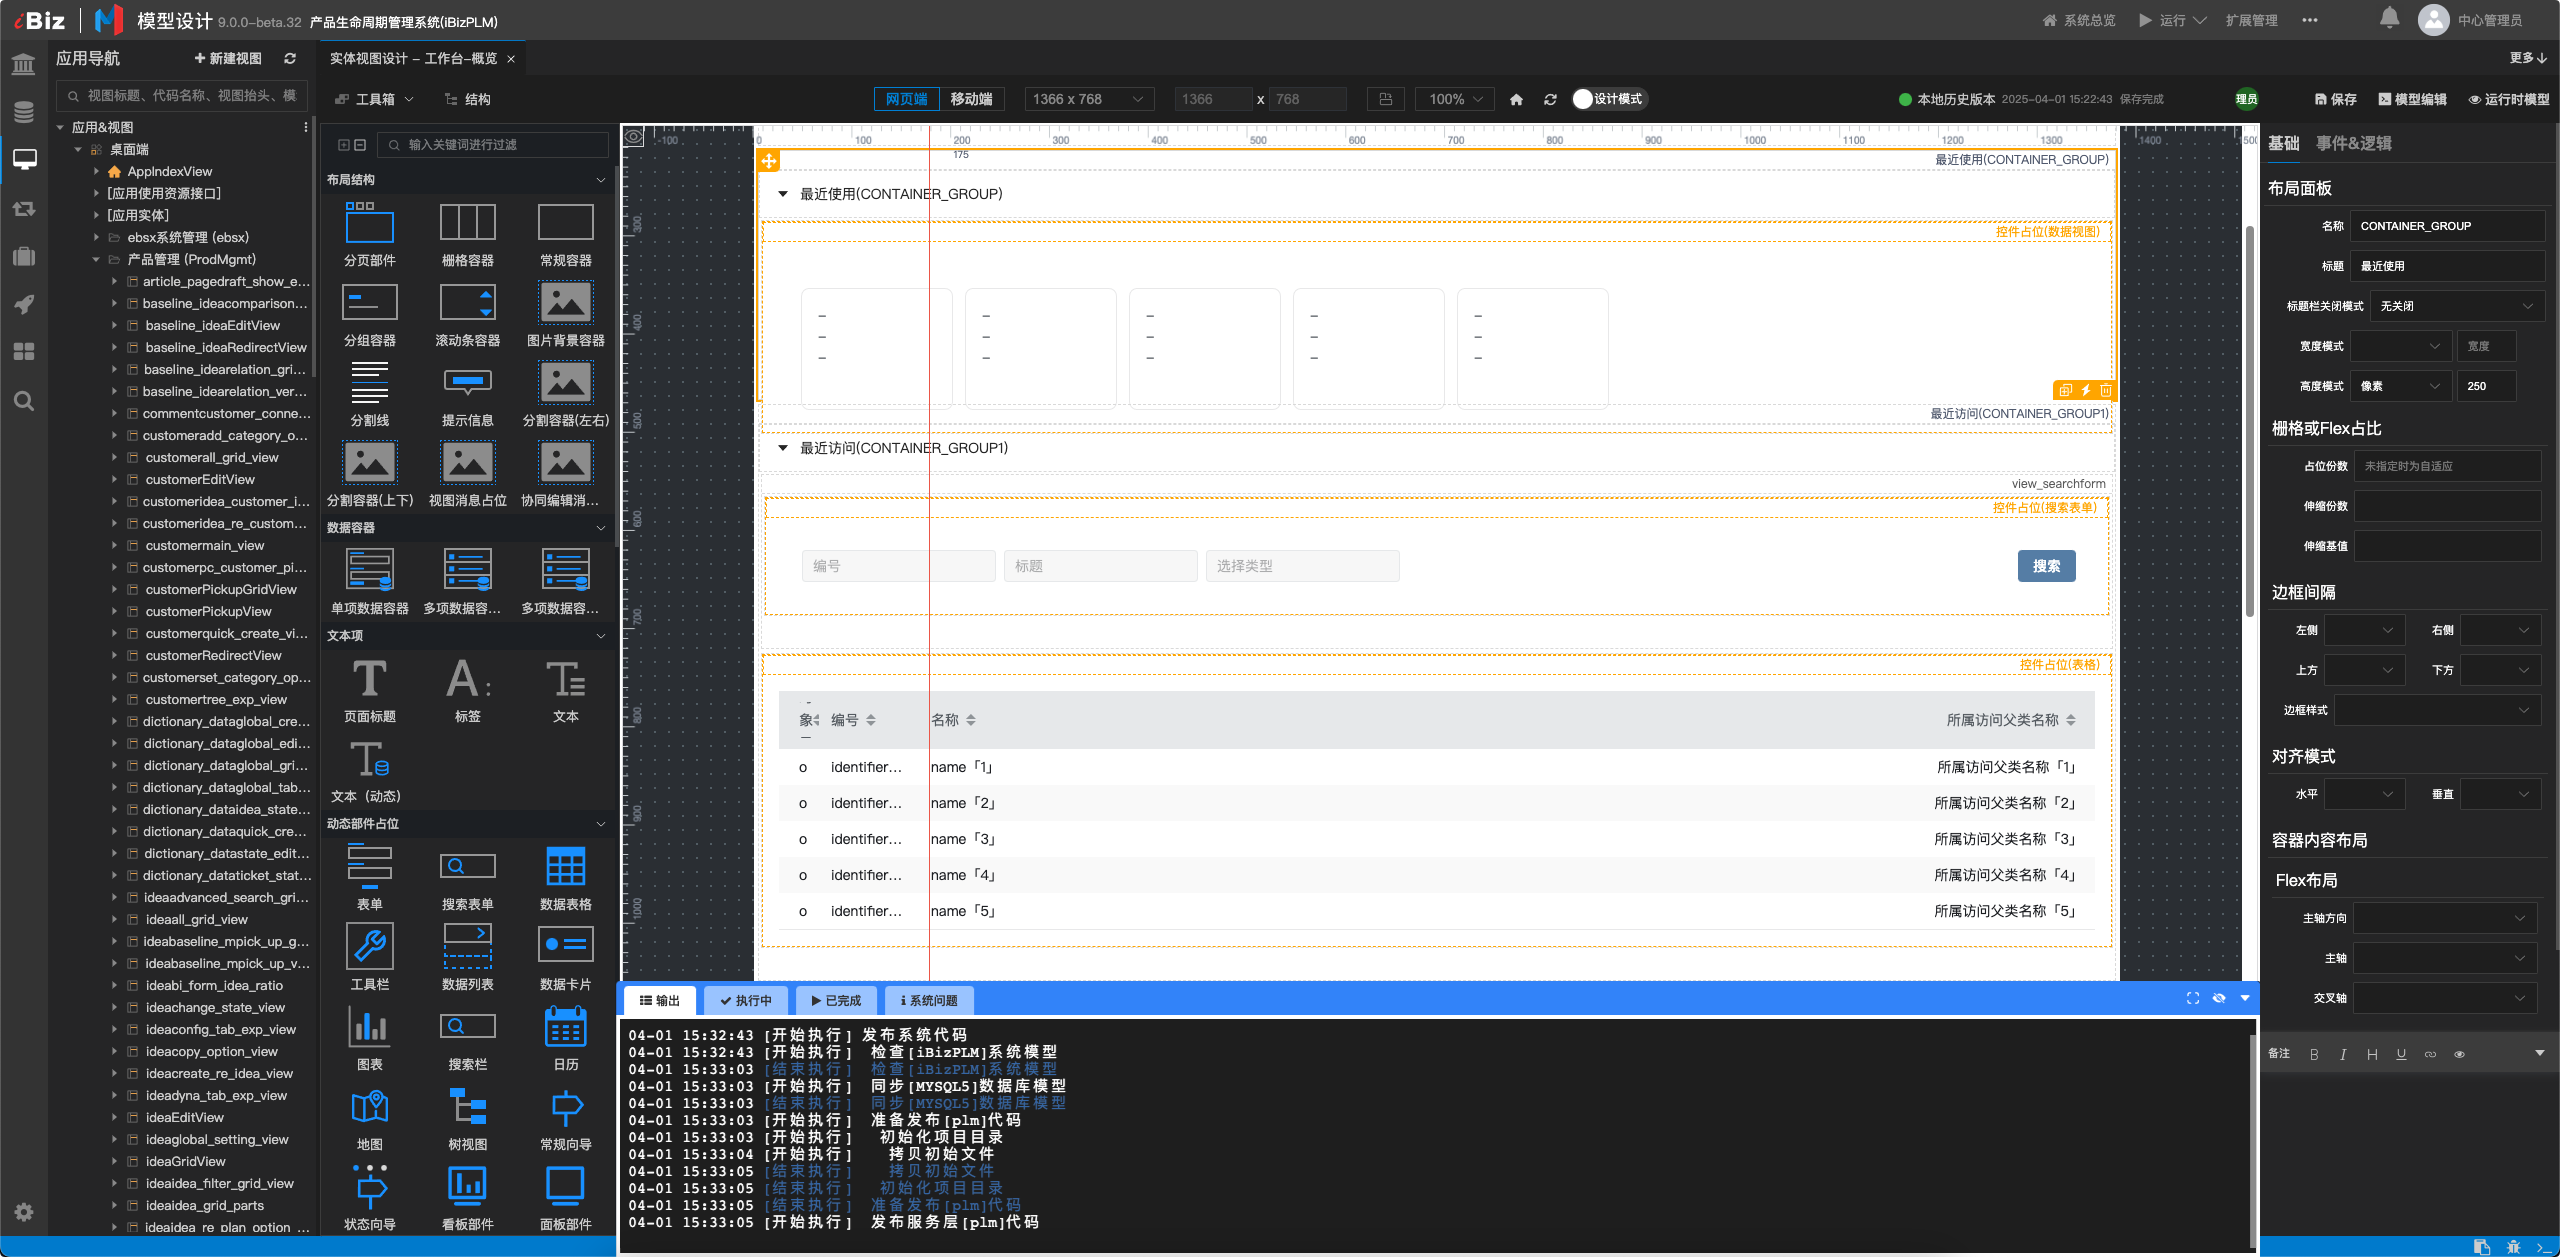 iBiz
模型设计 9.0.0-beta.32 产品生命周期管理系统(iBizPLM)
系统总览
运行
扩展管理
中心管理员
应用导航
新建视图
实体视图设计 - 工作台-概览
更多
视图标题、代码名称、视图抬头、模
应用&视图
桌面端
AppIndexView
[应用使用资源接口]
[应用实体]
ebsx系统管理 (ebsx)
产品管理 (ProdMgmt)
article_pagedraft_show_e...
baseline_ideacomparison...
baseline_ideaEditView
baseline_ideaRedirectView
baseline_idearelation_gri...
baseline_idearelation_ver...
commentcustomer_conne...
customeradd_category_o...
customerall_grid_view
customerEditView
customeridea_customer_i...
customeridea_re_custom...
customermain_view
customerpc_customer_pi...
customerPickupGridView
customerPickupView
customerquick_create_vi...
customerRedirectView
customerset_category_op...
customertree_exp_view
dictionary_dataglobal_cre...
dictionary_dataglobal_edi...
dictionary_dataglobal_gri...
dictionary_dataglobal_tab...
dictionary_dataidea_state...
dictionary_dataquick_cre...
dictionary_datastate_edit...
dictionary_dataticket_stat...
ideaadvanced_search_gri...
ideaall_grid_view
ideabaseline_mpick_up_g...
ideabaseline_mpick_up_v...
ideabi_form_idea_ratio
ideachange_state_view
ideaconfig_tab_exp_view
ideacopy_option_view
ideacreate_re_idea_view
ideadyna_tab_exp_view
ideaEditView
ideaglobal_setting_view
ideaGridView
ideaidea_filter_grid_view
ideaidea_grid_parts
ideaidea_re_plan_option_...
工具箱
结构
输入关键词进行过滤
布局结构
分页部件 栅格容器 常规容器
分组容器 滚动条容器 图片背景容器
分割线 提示信息 分割容器(左右)
分割容器(上下) 视图消息占位 协同编辑消...
数据容器
单项数据容器 多项数据容... 多项数据容...
文本项
页面标题 标签 文本
文本（动态）
动态部件占位
表单 搜索表单 数据表格
工具栏 数据列表 数据卡片
图表 搜索栏 日历
地图 树视图 常规向导
状态向导 看板部件 面板部件
网页端 移动端 1366 x 768 1366 x 768 100% 设计模式
本地历史版本 2025-04-01 15:22:43 保存完成
理员
保存
模型编辑
运行时模型
-100 0 100 200 300 400 500 600 700 800 900 1000 1100 1200 1300 1400
175
300
400
500
600
700
800
900
1000
最近使用(CONTAINER_GROUP)
最近使用(CONTAINER_GROUP)
控件占位(数据视图)
– – – – –
– – – – –
– – – – –
最近访问(CONTAINER_GROUP1)
最近访问(CONTAINER_GROUP1)
view_searchform
控件占位(搜索表单)
编号 标题 选择类型 搜索
控件占位(表格)
象 编号 名称 所属访问父类名称
o identifier... name「1」 所属访问父类名称「1」
o identifier... name「2」 所属访问父类名称「2」
o identifier... name「3」 所属访问父类名称「3」
o identifier... name「4」 所属访问父类名称「4」
o identifier... name「5」 所属访问父类名称「5」
输出 执行中 已完成 系统问题
04-01 15:32:43 [开始执行] 发布系统代码
04-01 15:32:43 [开始执行] 检查[iBizPLM]系统模型
04-01 15:33:03 [结束执行] 检查[iBizPLM]系统模型
04-01 15:33:03 [开始执行] 同步[MYSQL5]数据库模型
04-01 15:33:03 [结束执行] 同步[MYSQL5]数据库模型
04-01 15:33:03 [开始执行] 准备发布[plm]代码
04-01 15:33:03 [开始执行] 初始化项目目录
04-01 15:33:04 [开始执行] 拷贝初始文件
04-01 15:33:05 [结束执行] 拷贝初始文件
04-01 15:33:05 [结束执行] 初始化项目目录
04-01 15:33:05 [结束执行] 准备发布[plm]代码
04-01 15:33:05 [开始执行] 发布服务层[plm]代码
基础 事件&逻辑
布局面板
名称 CONTAINER_GROUP
标题 最近使用
标题栏关闭模式 无关闭
宽度模式 宽度
高度模式 像素 250
栅格或Flex占比
占位份数 未指定时为自适应
伸缩份数
伸缩基值
边框间隔
左侧 右侧
上方 下方
边框样式
对齐模式
水平 垂直
容器内容布局
Flex布局
主轴方向
主轴
交叉轴
备注 B I H U